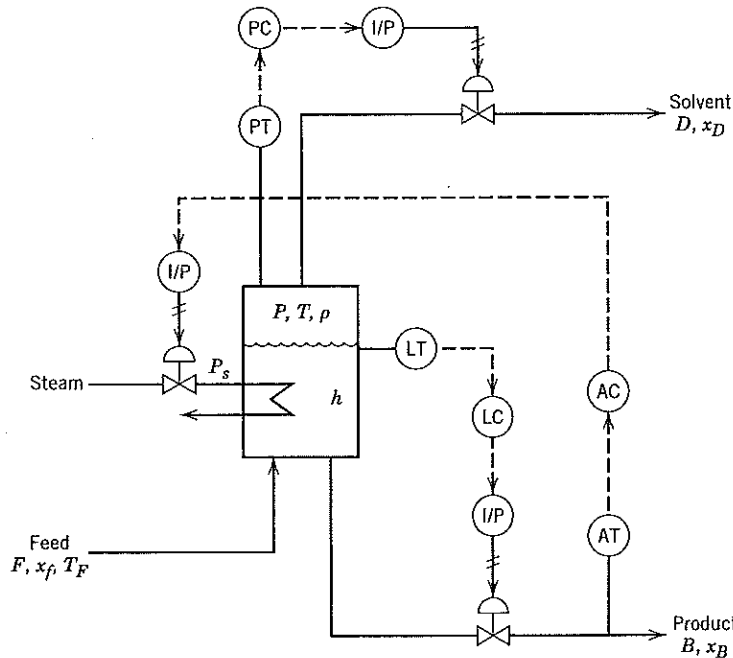 PC
I/P
PT
Solvent
D, x_D
I/P
P, T, ρ
LT
P_s
Steam
h
AC
LC
I/P
AT
Feed
F, x_f, T_F
Product
B, x_B